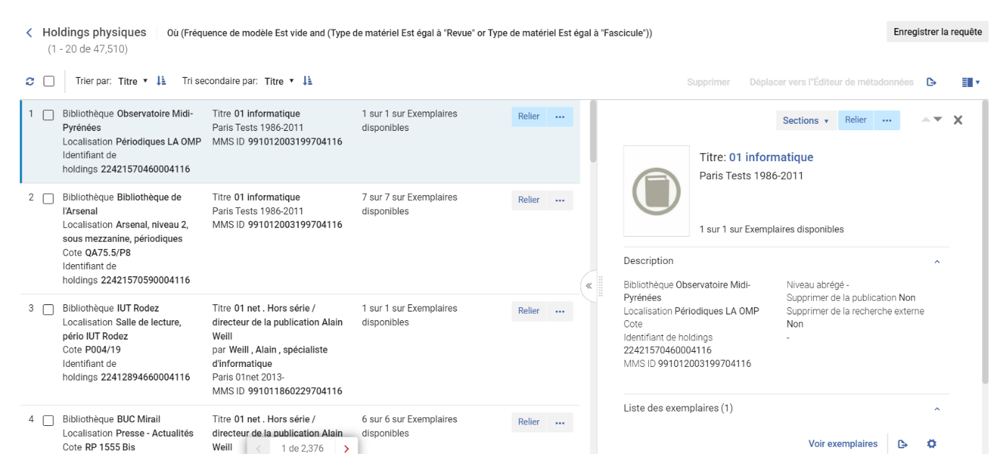 Holdings physiques Où (Fréquence de modèle Est vide and (Type de matériel Est égal à "Revue" or Type de matériel Est égal à "Fascicule"))
(1 - 20 de 47,510)
Enregistrer la requête
Trier par: Titre Tri secondaire par: Titre
Supprimer Déplacer vers l"Éditeur de métadonnées
1
Bibliothèque Observatoire Midi-
Pyrénées
Localisation Périodiques LA OMP
Identifiant de
holdings 22421570460004116
Titre 01 informatique
Paris Tests 1986-2011
MMS ID 991012003199704116
1 sur 1 sur Exemplaires
disponibles
Relier ...
2
Bibliothèque Bibliothèque de
l'Arsenal
Localisation Arsenal, niveau 2,
sous mezzanine, périodiques
Cote QA75.5/P8
Identifiant de
holdings 22421570590004116
Titre 01 informatique
Paris Tests 1986-2011
MMS ID 991012003199704116
7 sur 7 sur Exemplaires
disponibles
Relier ...
3
Bibliothèque IUT Rodez
Localisation Salle de lecture,
pério IUT Rodez
Cote P004/19
Identifiant de
holdings 22412894660004116
Titre 01 net . Hors série /
directeur de la publication Alain
Weill
par Weill , Alain , spécialiste
d'informatique
Paris 01net 2013-
MMS ID 991011860229704116
1 sur 1 sur Exemplaires
disponibles
Relier ...
4
Bibliothèque BUC Mirail
Localisation Presse - Actualités
Cote RP 1555 Bis
Titre 01 net . Hors série /
directeur de la publication Alain
Weill
6 sur 6 sur Exemplaires
disponibles
Relier ...
1 de 2,376
Sections Relier ...
Titre: 01 informatique
Paris Tests 1986-2011
1 sur 1 sur Exemplaires disponibles
Description
Bibliothèque Observatoire Midi-
Pyrénées
Localisation Périodiques LA OMP
Cote
Identifiant de holdings
22421570460004116
MMS ID 991012003199704116
Niveau abrégé -
Supprimer de la publication Non
Supprimer de la recherche externe
Non
-
Liste des exemplaires (1)
Voir exemplaires